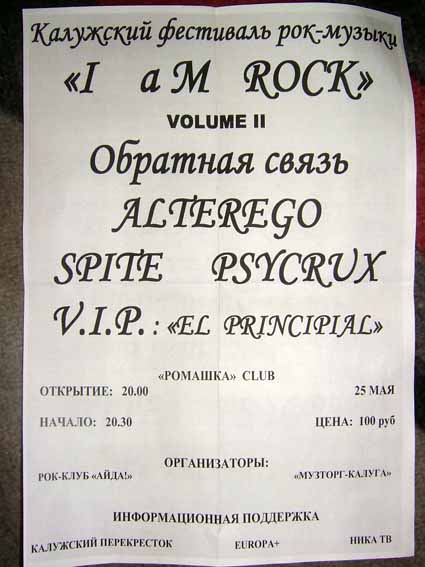 Калужский фестиваль рок-музыки
«I aM ROCK»
VOLUME II
Обратная связь
ALTEREGO
SPITE PSYCRUX
V.I.P. : «EL PRINCIPIAL»
«РОМАШКА» CLUB
ОТКРЫТИЕ: 20.00 25 МАЯ
НАЧАЛО: 20.30 ЦЕНА: 100 руб
ОРГАНИЗАТОРЫ:
РОК-КЛУБ «АЙДА!» «МУЗТОРГ-КАЛУГА»
ИНФОРМАЦИОННАЯ ПОДДЕРЖКА
КАЛУЖСКИЙ ПЕРЕКРЕСТОК EUROPA+ НИКА ТВ